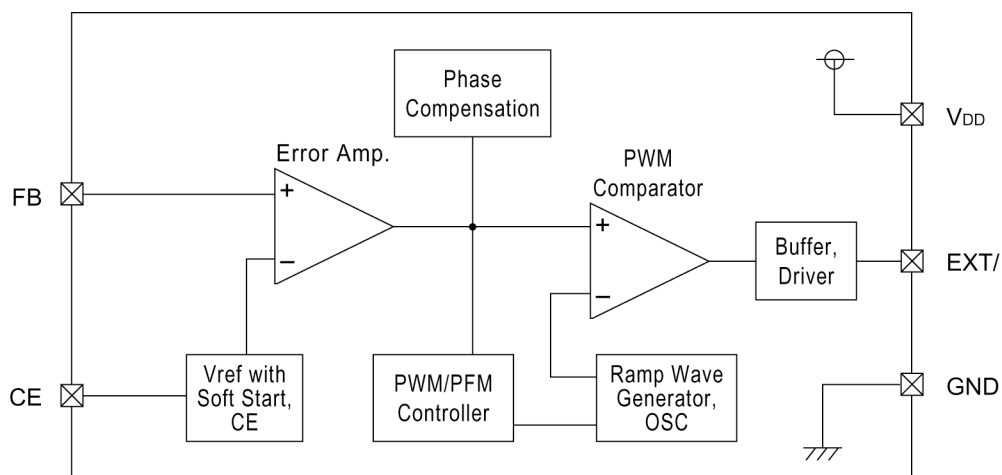 Phase
Compensation
VDD
Error Amp.
PWM
Comparator
FB
+
−
+
−
Buffer,
Driver
EXT/
CE
Vref with
Soft Start,
CE
PWM/PFM
Controller
Ramp Wave
Generator,
OSC
GND